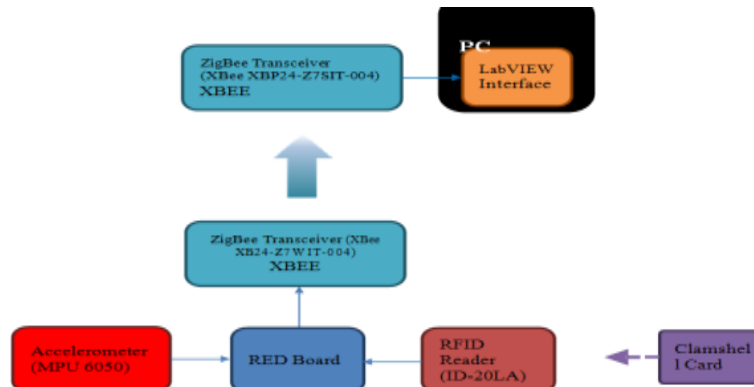 PC
ZigBee Transceiver
(XBee XBP24-Z7SIT-004)
XBEE
LabVIEW
Interface
ZigBee Transceiver (XBee
XB24-Z7WIT-004)
XBEE
Accelerometer
(MPU 6050)
RED Board
RFID
Reader
(ID-20LA)
Clamshel
l Card